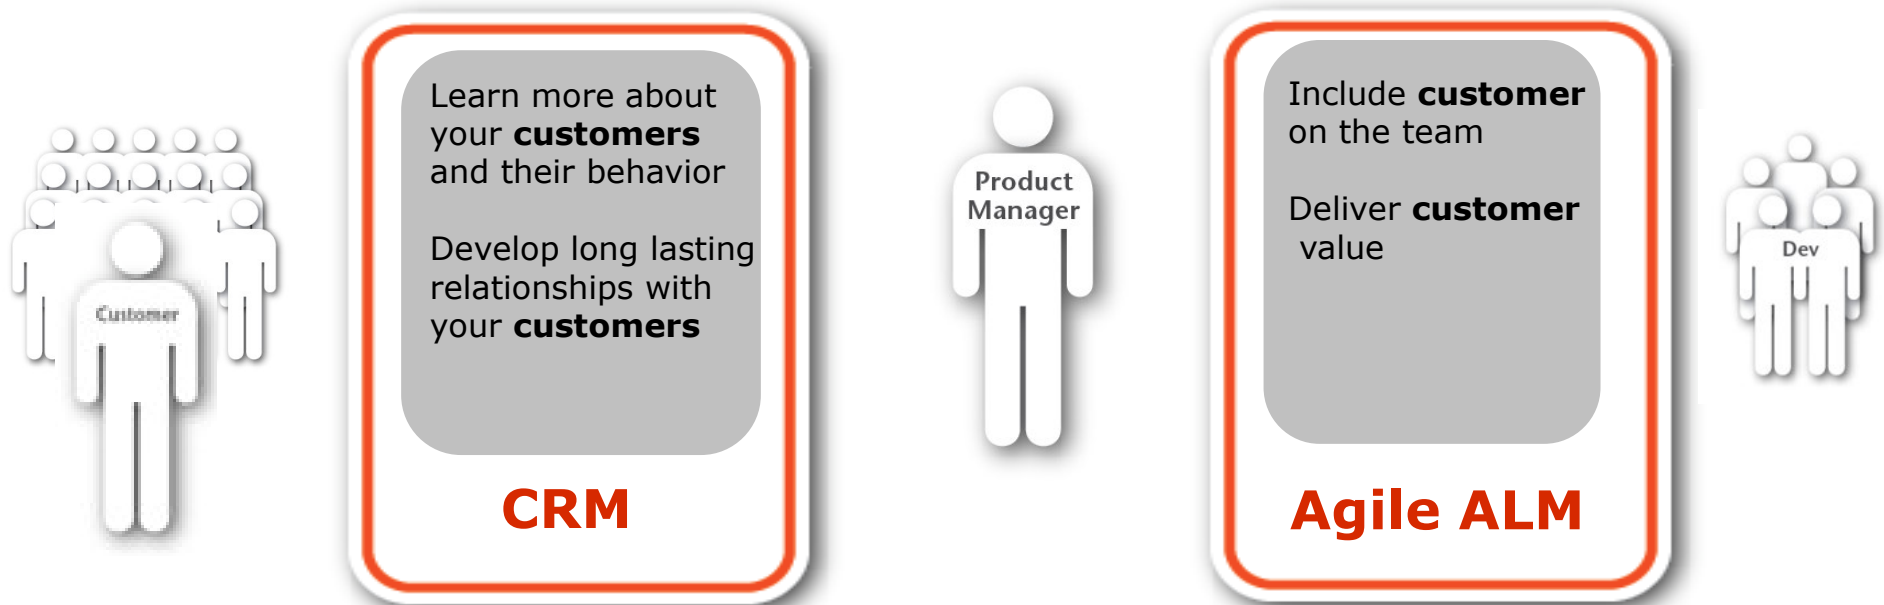 Customer
Learn more about
your customers
and their behavior
Develop long lasting
relationships with
your customers
CRM
Product
Manager
Include customer
on the team
Deliver customer
value
Agile ALM
Dev